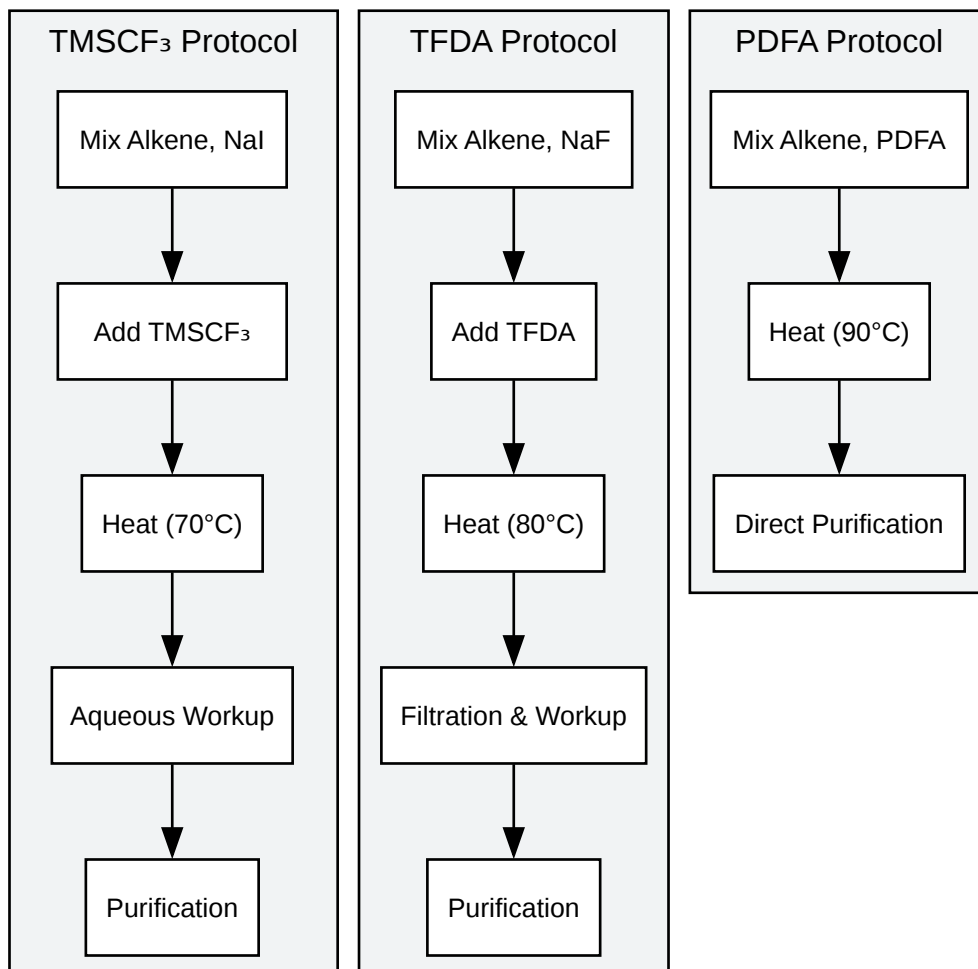 TMSCF₃ Protocol
Mix Alkene, NaI
Add TMSCF₃
Heat (70°C)
Aqueous Workup
Purification
TFDA Protocol
Mix Alkene, NaF
Add TFDA
Heat (80°C)
Filtration & Workup
Purification
PDFA Protocol
Mix Alkene, PDFA
Heat (90°C)
Direct Purification